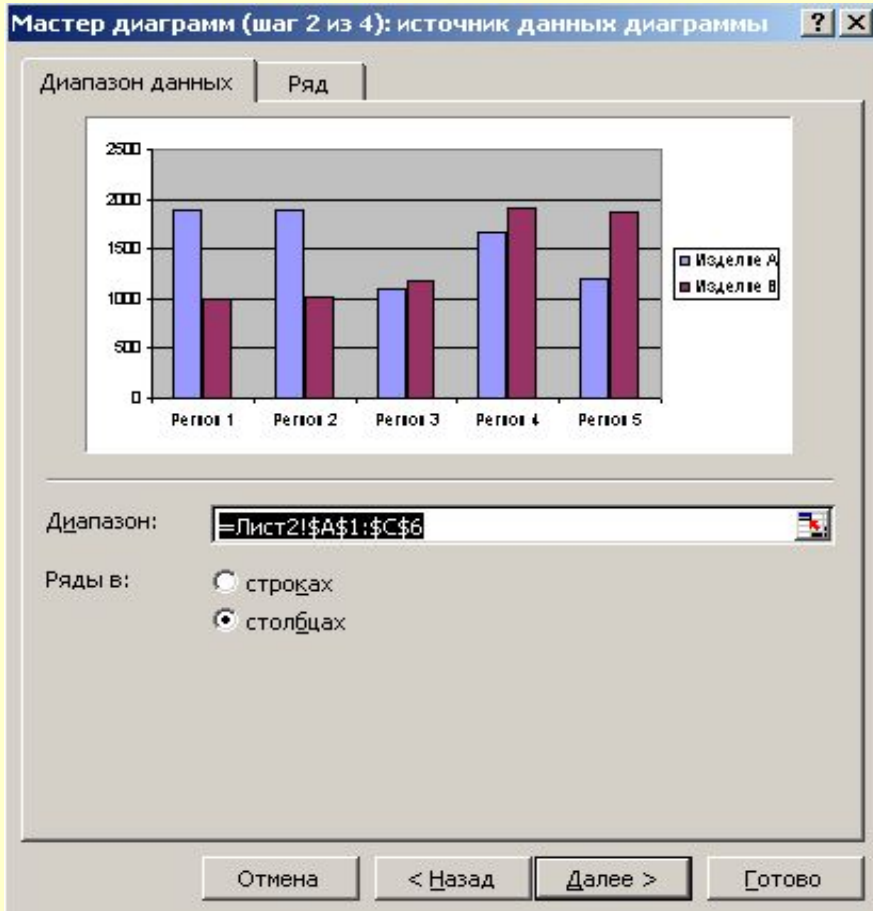 Мастер диаграмм (шаг 2 из 4): источник данных диаграммы
Диапазон данных Ряд
2500
2000
1500
1000
500
0
Изделие А
Изделие В
Регион 1 Регион 2 Регион 3 Регион 4 Регион 5
Диапазон: =Лист2!$A$1:$C$6
Ряды в: строках
столбцах
Отмена < Назад Далее > Готово